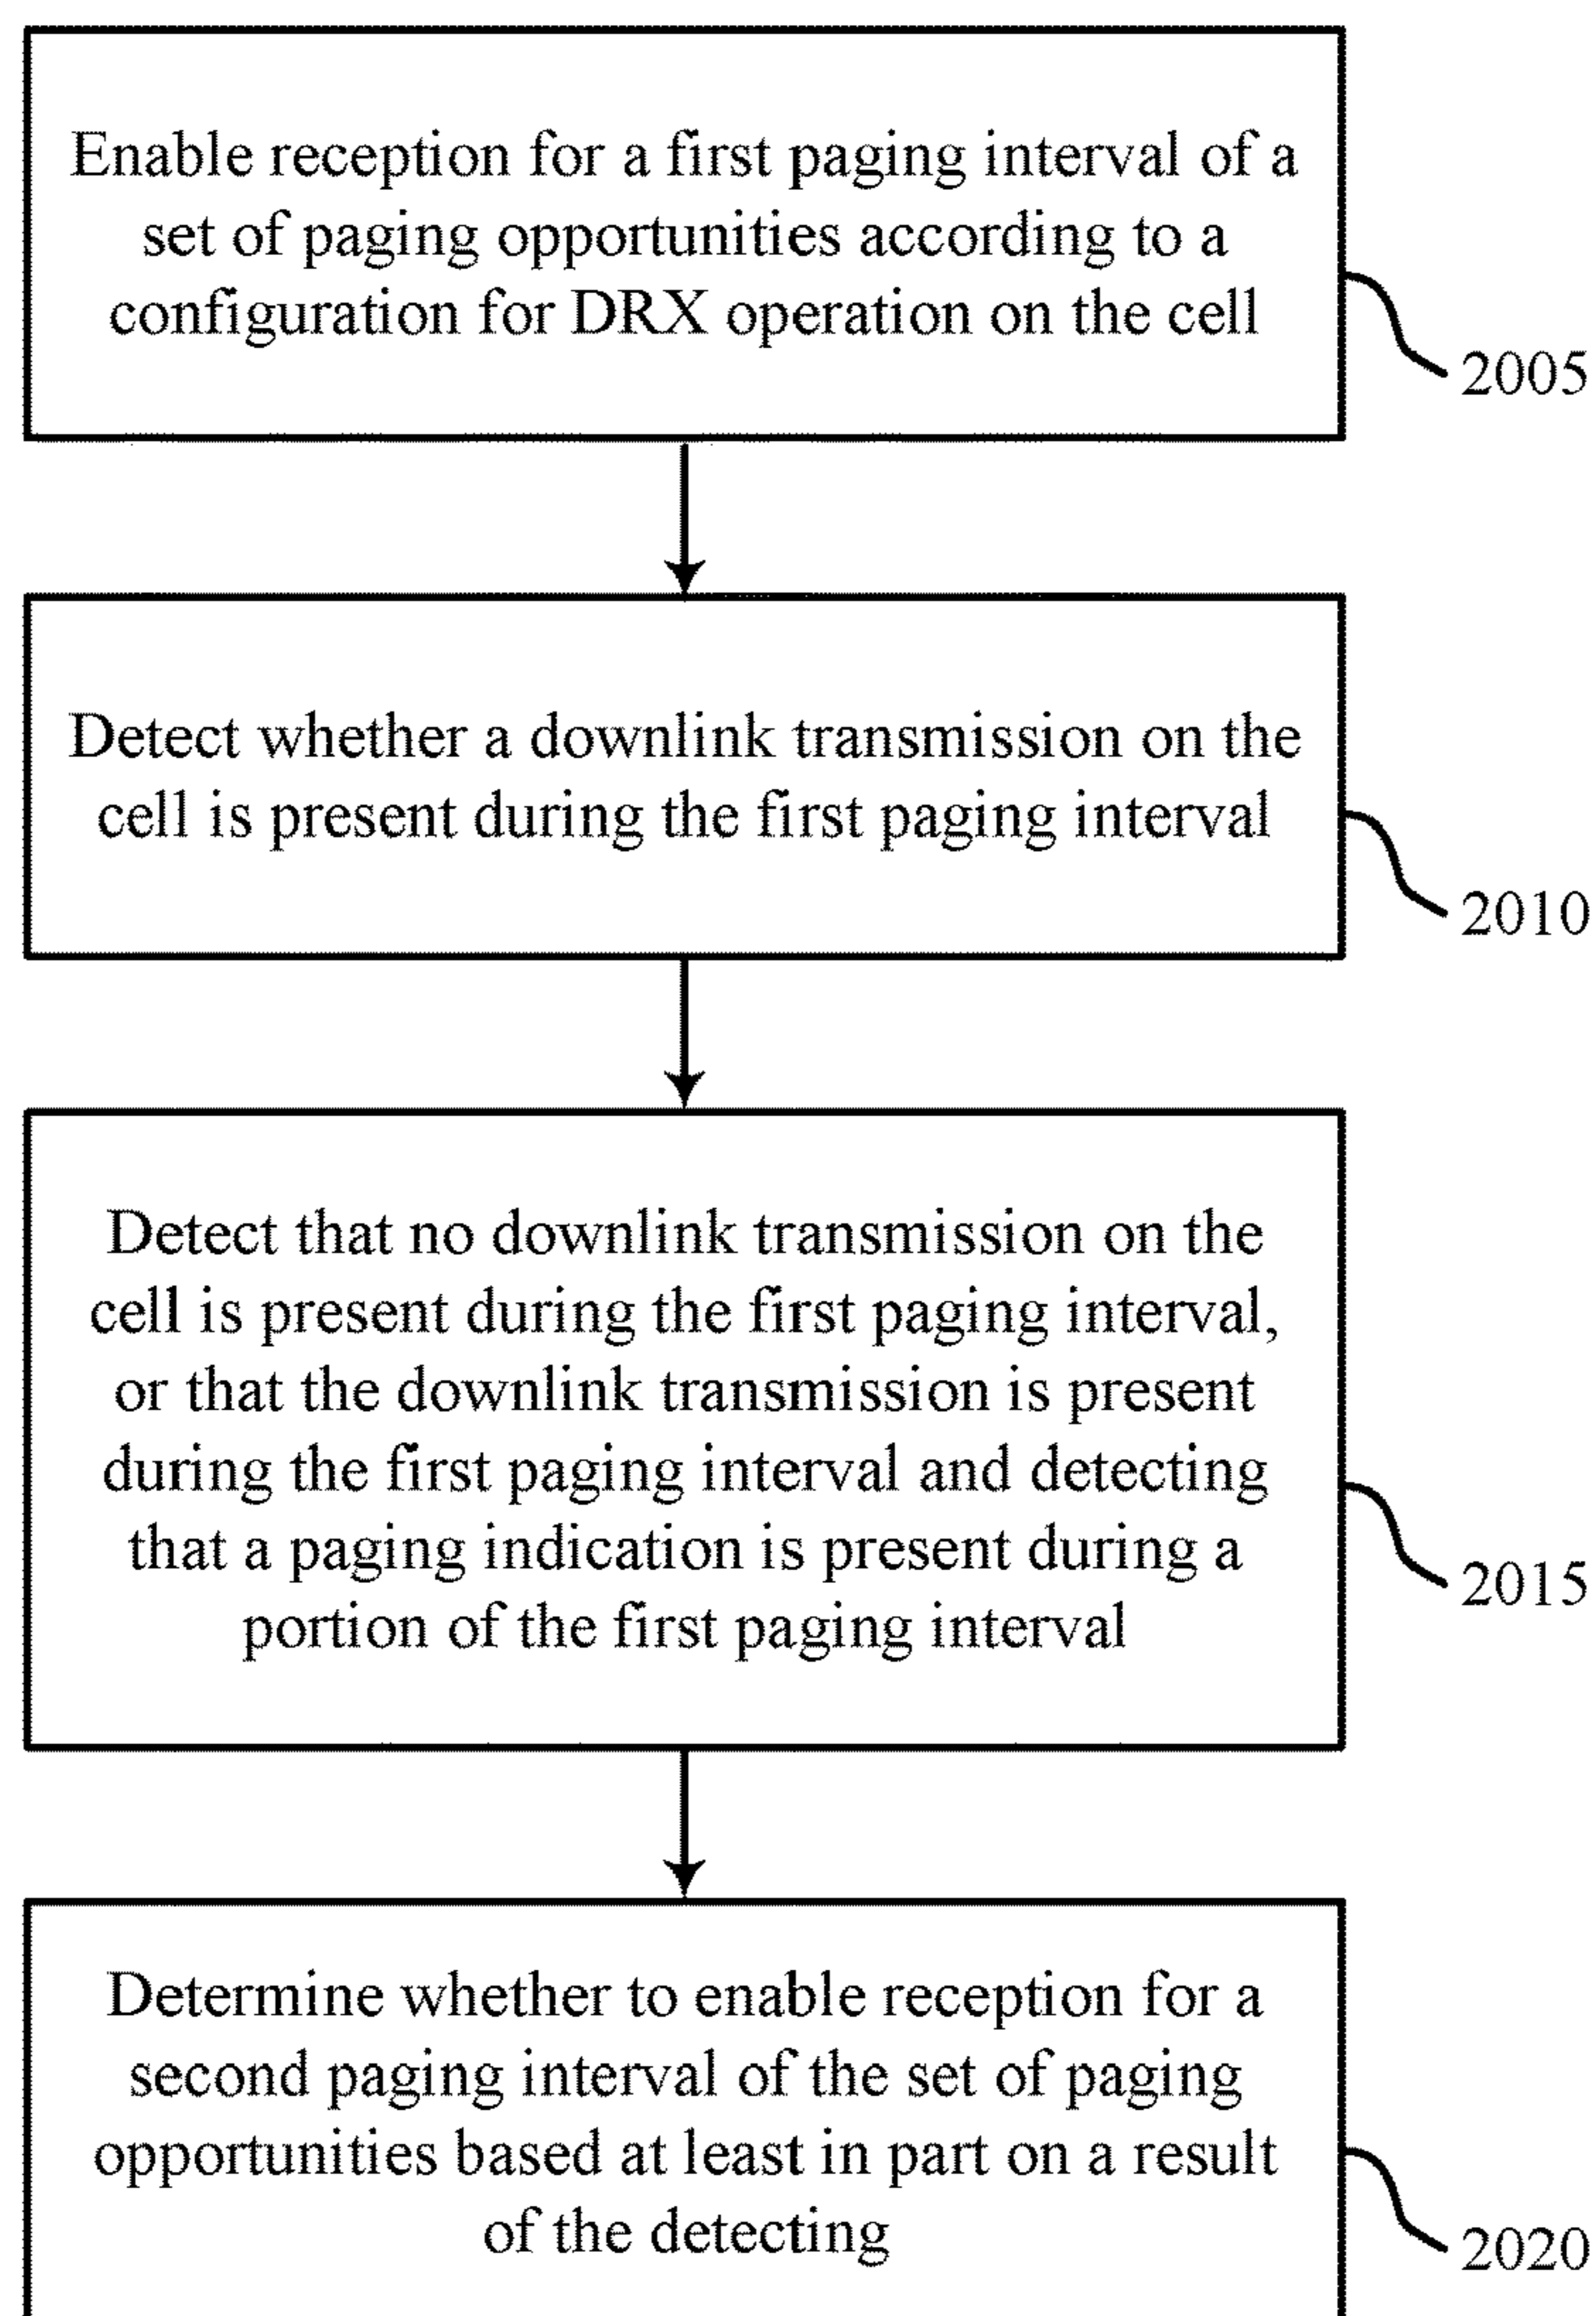 Enable reception for a first paging interval of a
set of paging opportunities according to a
configuration for DRX operation on the cell
2005
Detect whether a downlink transmission on the
cell is present during the first paging interval
2010
Detect that no downlink transmission on the
cell is present during the first paging interval,
or that the downlink transmission is present
during the first paging interval and detecting
that a paging indication is present during a
portion of the first paging interval
2015
Determine whether to enable reception for a
second paging interval of the set of paging
opportunities based at least in part on a result
of the detecting
2020